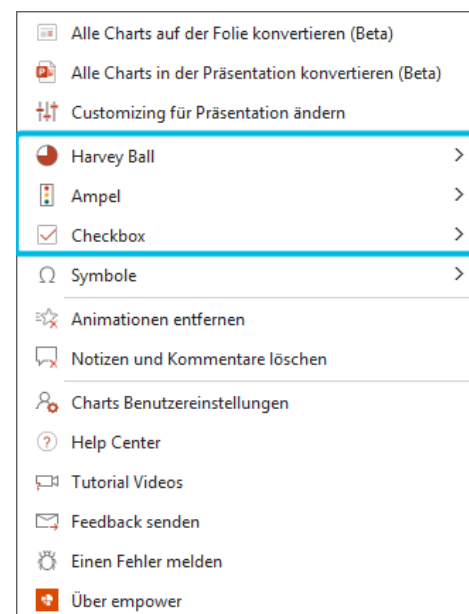 Alle Charts auf der Folie konvertieren (Beta)
Alle Charts in der Präsentation konvertieren (Beta)
Customizing für Präsentation ändern
Harvey Ball
Ampel
Checkbox
Symbole
Animationen entfernen
Notizen und Kommentare löschen
Charts Benutzereinstellungen
Help Center
Tutorial Videos
Feedback senden
Einen Fehler melden
Über empower